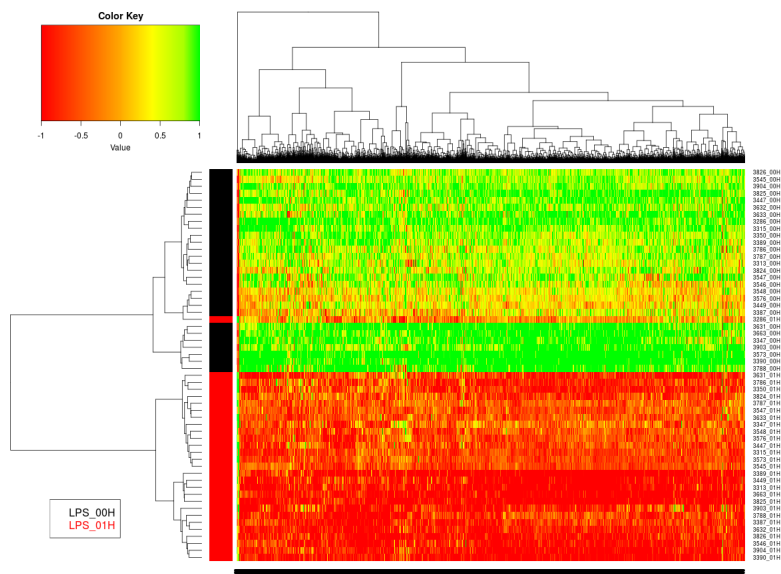 Color Key
-1
-0.5
0
0.5
1
Value
3826_00H
3545_00H
3904_00H
3825_00H
3447_00H
3632_00H
3633_00H
3286_00H
3315_00H
3350_00H
3389_00H
3786_00H
3787_00H
3313_00H
3824_00H
3547_00H
3546_00H
3548_00H
3576_00H
3449_00H
3387_00H
3286_01H
3631_00H
3663_00H
3347_00H
3903_00H
3573_00H
3390_00H
3788_00H
3631_01H
3786_01H
3350_01H
3824_01H
3787_01H
3547_01H
3633_01H
3347_01H
3548_01H
3576_01H
3447_01H
3315_01H
3573_01H
3545_01H
3389_01H
3449_01H
3313_01H
3663_01H
3825_01H
3903_01H
3788_01H
3387_01H
3632_01H
3826_01H
3546_01H
3904_01H
3390_01H
LPS_00H
LPS_01H